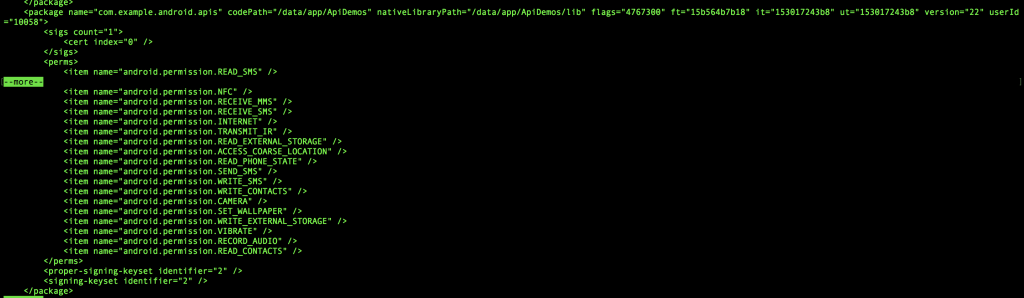 </package>
<package name="com.example.android.apis" codePath="/data/app/ApiDemos" nativeLibraryPath="/data/app/ApiDemos/lib" flags="4767300" ft="15b564b7b18" it="153017243b8" ut="153017243b8" version="22" userId
="10058">
<sigs count="1">
<cert index="0" />
</sigs>
<perms>
<item name="android.permission.READ_SMS" />
--more--
<item name="android.permission.NFC" />
<item name="android.permission.RECEIVE_MMS" />
<item name="android.permission.RECEIVE_SMS" />
<item name="android.permission.INTERNET" />
<item name="android.permission.TRANSMIT_IR" />
<item name="android.permission.READ_EXTERNAL_STORAGE" />
<item name="android.permission.ACCESS_COARSE_LOCATION" />
<item name="android.permission.READ_PHONE_STATE" />
<item name="android.permission.SEND_SMS" />
<item name="android.permission.WRITE_SMS" />
<item name="android.permission.WRITE_CONTACTS" />
<item name="android.permission.CAMERA" />
<item name="android.permission.SET_WALLPAPER" />
<item name="android.permission.WRITE_EXTERNAL_STORAGE" />
<item name="android.permission.VIBRATE" />
<item name="android.permission.RECORD_AUDIO" />
<item name="android.permission.READ_CONTACTS" />
</perms>
<proper-signing-keyset identifier="2" />
<signing-keyset identifier="2" />
</package>